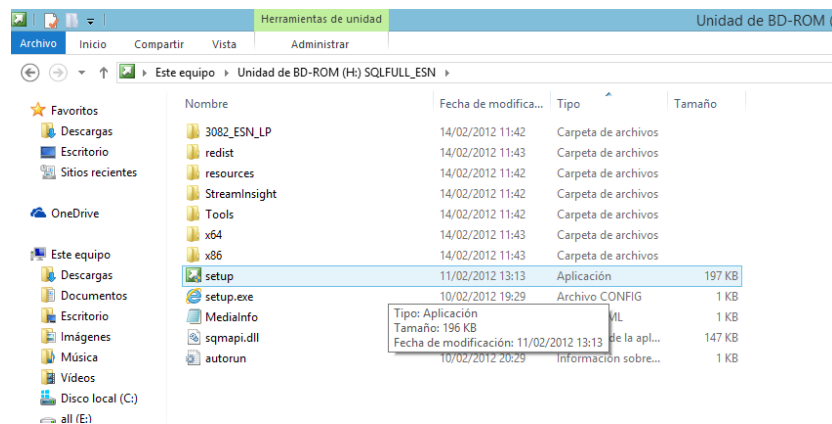 Herramientas de unidad
Unidad de BD-ROM (
Archivo Inicio Compartir Vista Administrar
Este equipo Unidad de BD-ROM (H:) SQLFULL_ESN
Favoritos
Descargas
Escritorio
Sitios recientes
OneDrive
Este equipo
Descargas
Documentos
Escritorio
Imágenes
Música
Vídeos
Disco local (C:)
all (E:)
Nombre Fecha de modifica... Tipo Tamaño
3082_ESN_LP 14/02/2012 11:42 Carpeta de archivos
redist 14/02/2012 11:43 Carpeta de archivos
resources 14/02/2012 11:42 Carpeta de archivos
StreamInsight 14/02/2012 11:42 Carpeta de archivos
Tools 14/02/2012 11:42 Carpeta de archivos
x64 14/02/2012 11:43 Carpeta de archivos
x86 14/02/2012 11:43 Carpeta de archivos
setup 11/02/2012 13:13 Aplicación 197 KB
setup.exe 10/02/2012 19:29 Archivo CONFIG 1 KB
MediaInfo ML 1 KB
sqmapi.dll de la apl... 147 KB
autorun 10/02/2012 20:29 Información sobre... 1 KB
Tipo: Aplicación
Tamaño: 196 KB
Fecha de modificación: 11/02/2012 13:13